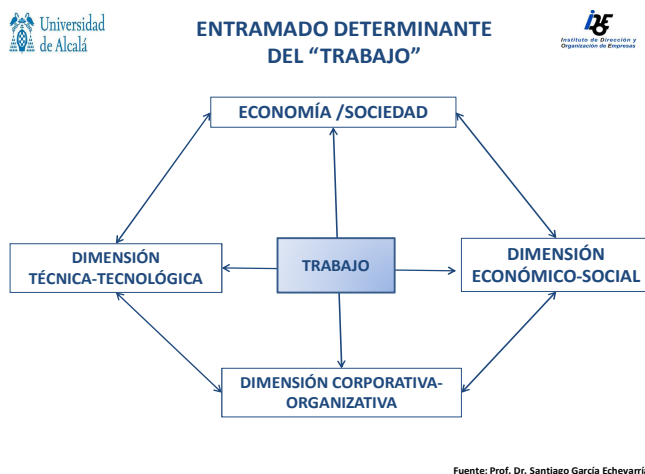 Universidad
de Alcalá
ENTRAMADO DETERMINANTE
DEL “TRABAJO”
IDOE
Instituto de Dirección y
Organización de Empresas
ECONOMÍA /SOCIEDAD
DIMENSIÓN
TÉCNICA-TECNOLÓGICA
TRABAJO
DIMENSIÓN
ECONÓMICO-SOCIAL
DIMENSIÓN CORPORATIVA-
ORGANIZATIVA
Fuente: Prof. Dr. Santiago García Echevarría